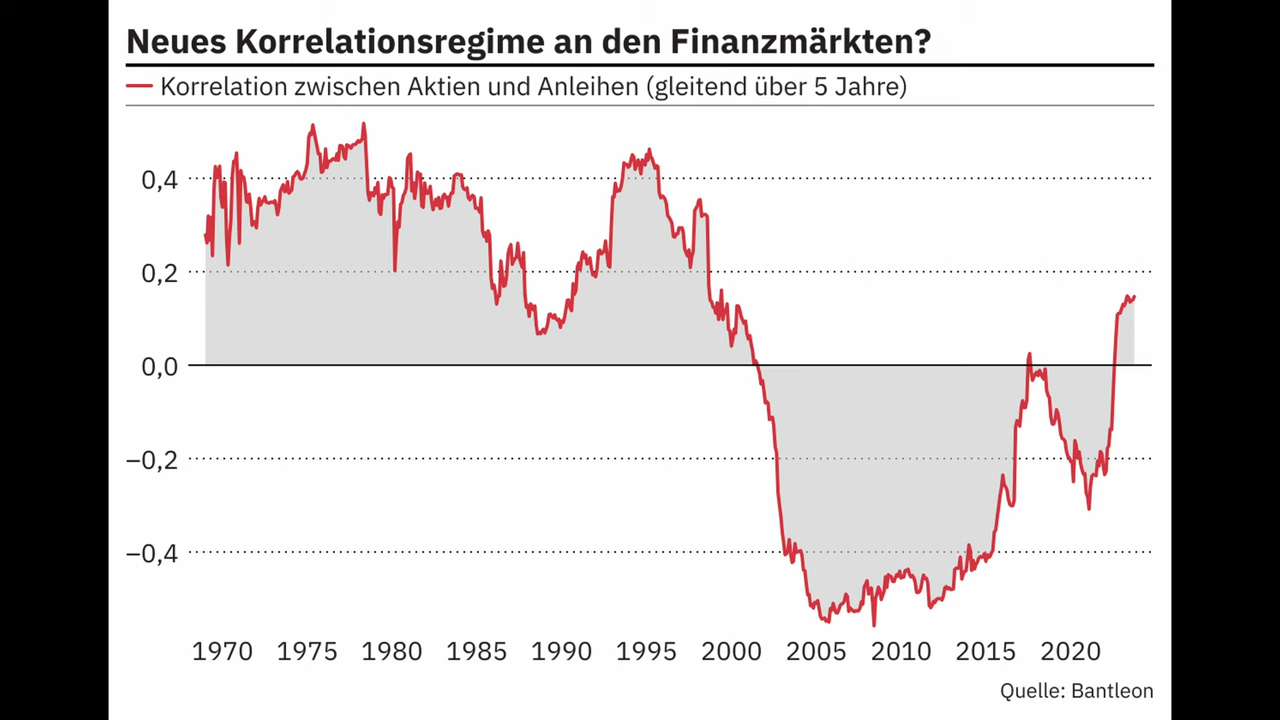 Neues Korrelationsregime an den Finanzmärkten?
Korrelation zwischen Aktien und Anleihen (gleitend über 5 Jahre)
0,4
0,2
0,0
−0,2
−0,4
1970 1975 1980 1985 1990 1995 2000 2005 2010 2015 2020
Quelle: Bantleon